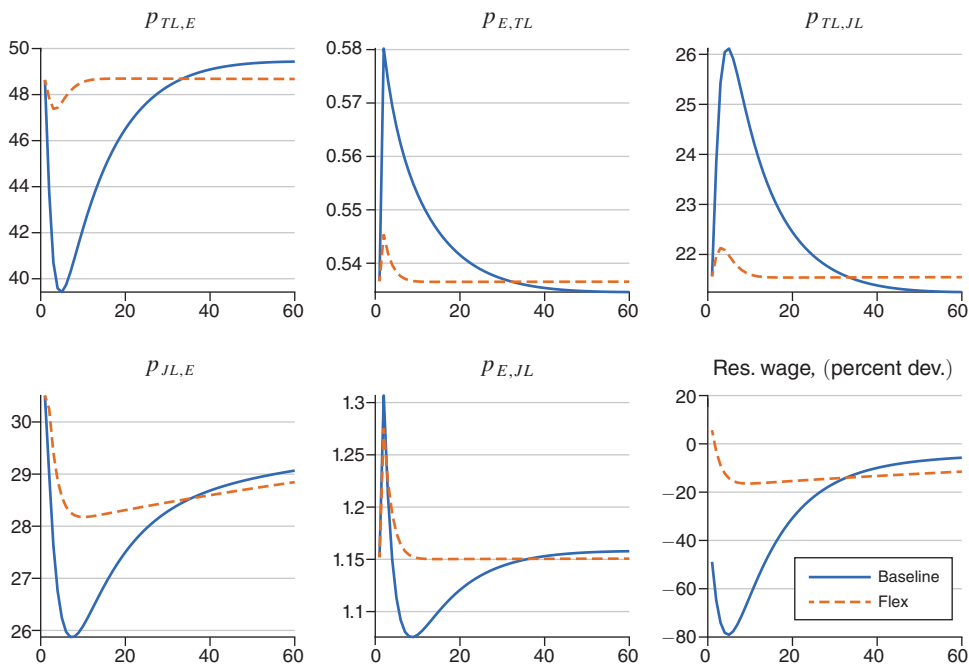 p_{TL,E}
50
48
46
44
42
40
0 20 40 60
p_{E,TL}
0.58
0.57
0.56
0.55
0.54
0 20 40 60
p_{TL,JL}
26
25
24
23
22
0 20 40 60
p_{JL,E}
30
29
28
27
26
0 20 40 60
p_{E,JL}
1.3
1.25
1.2
1.15
1.1
0 20 40 60
Res. wage, (percent dev.)
20
0
−20
−40
−60
−80
0 20 40 60
Baseline
Flex